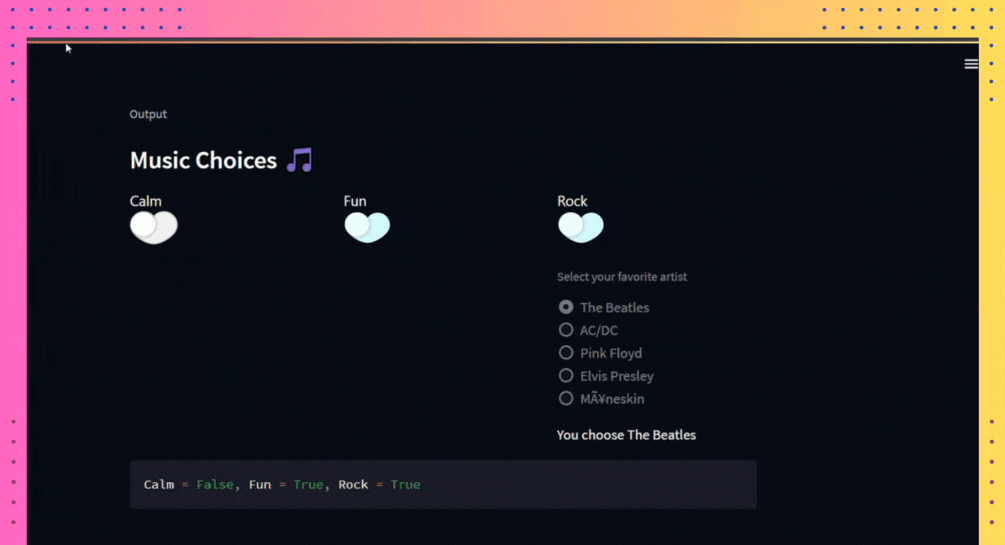 Output
Music Choices 🎵
Calm Fun Rock
Select your favorite artist
The Beatles
AC/DC
Pink Floyd
Elvis Presley
MÃ¥neskin
You choose The Beatles
Calm = False, Fun = True, Rock = True